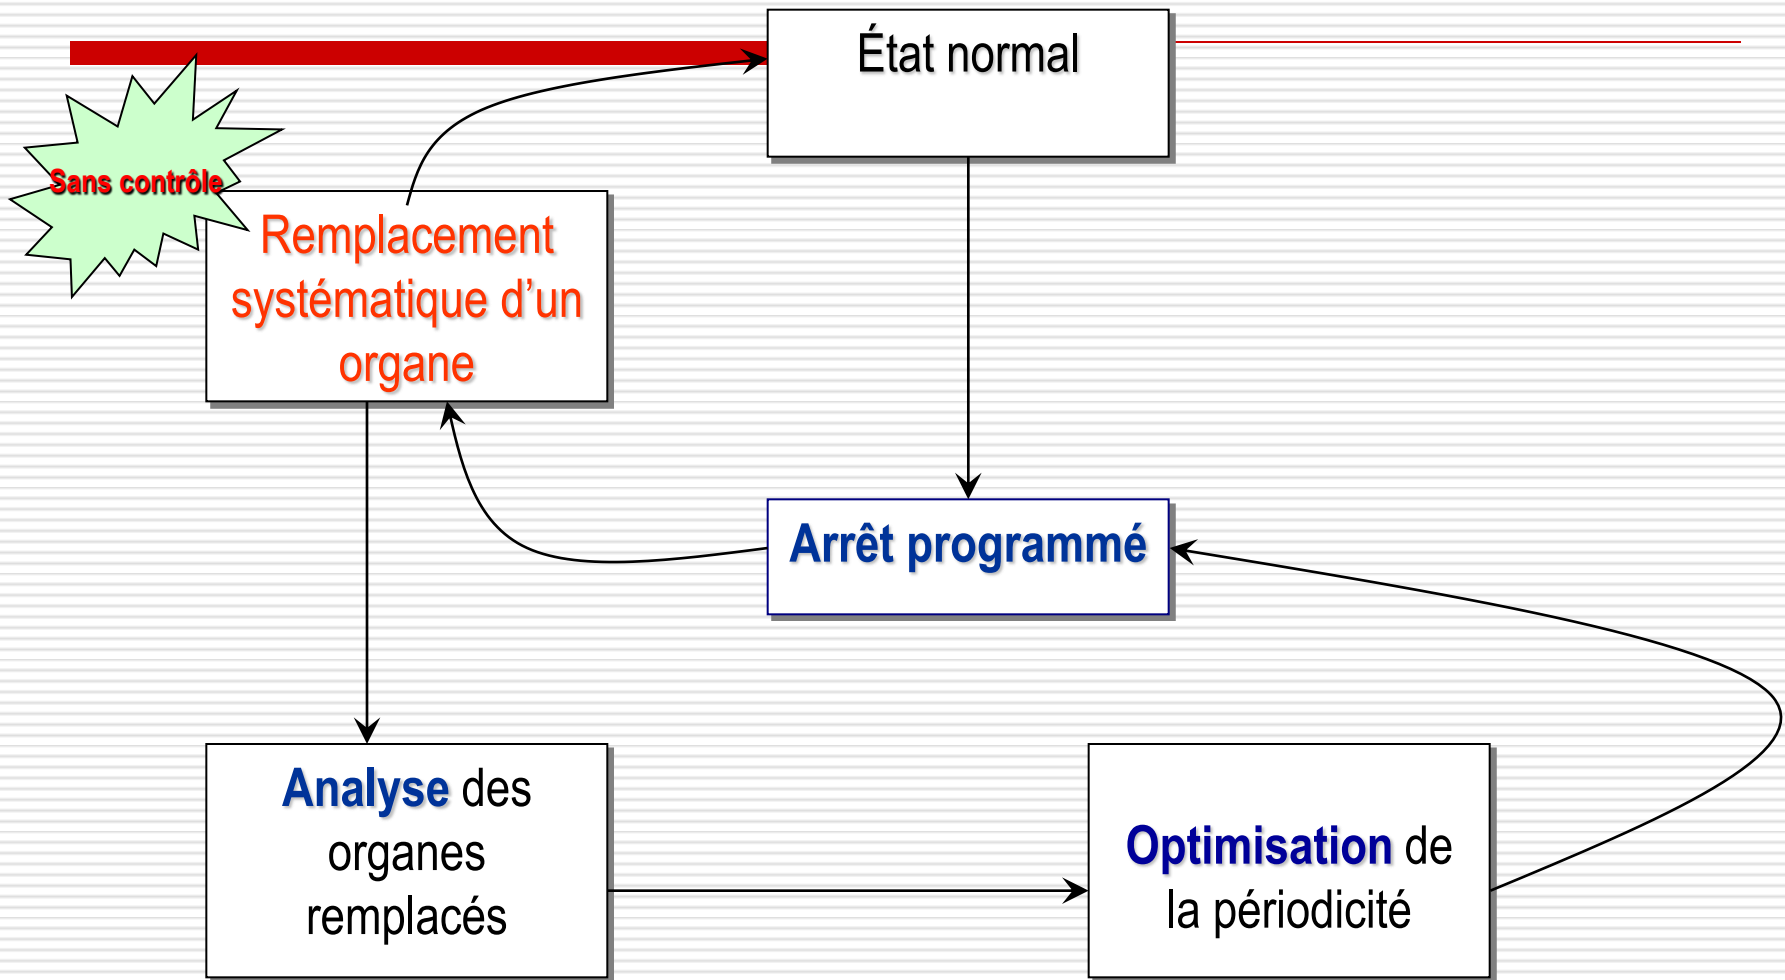 État normal
Sans contrôle
Remplacement
systématique d’un
organe
Arrêt programmé
Analyse des
organes
remplacés
Optimisation de
la périodicité